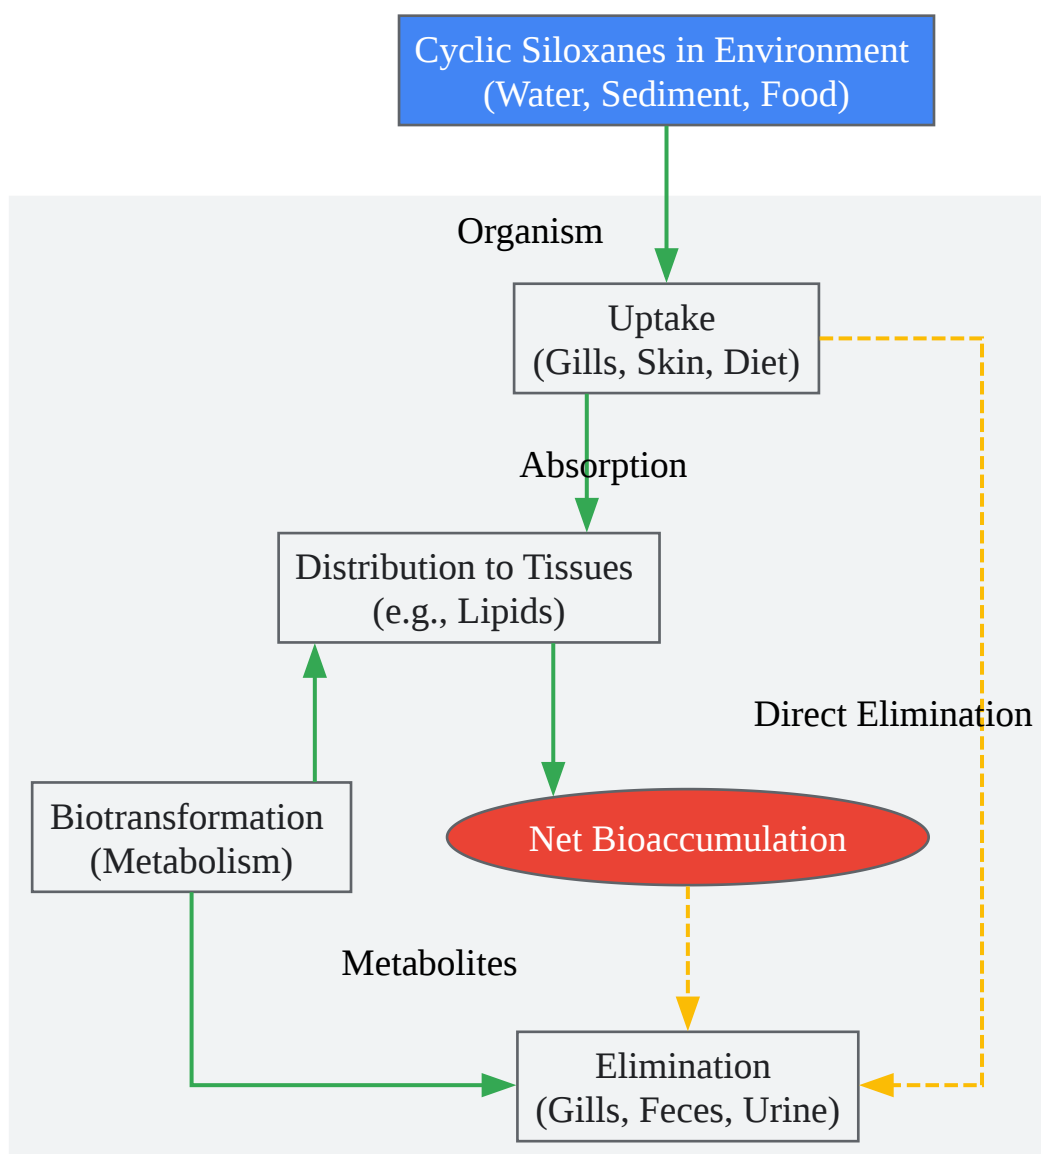 Cyclic Siloxanes in Environment
(Water, Sediment, Food)
Organism
Uptake
(Gills, Skin, Diet)
Absorption
Distribution to Tissues
(e.g., Lipids)
Direct Elimination
Biotransformation
(Metabolism)
Net Bioaccumulation
Metabolites
Elimination
(Gills, Feces, Urine)